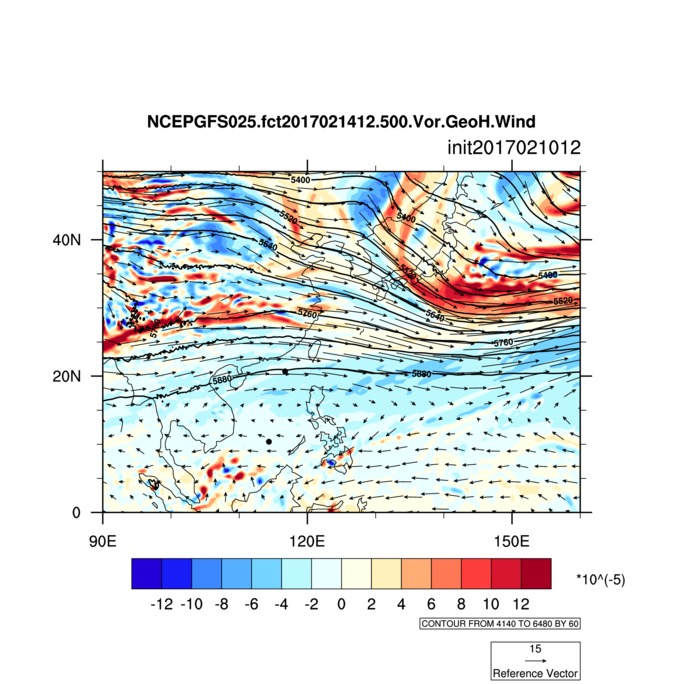 NCEPGFS025.fct2017021412.500.Vor.GeoH.Wind
init2017021012
5400
5520
5400
5640
40N
5400
5520
5760
5640
5760
20N
5880
5880
0
90E 120E 150E
-12 -10 -8 -6 -4 -2 0 2 4 6 8 10 12
*10^(-5)
CONTOUR FROM 4140 TO 6480 BY 60
15
Reference Vector